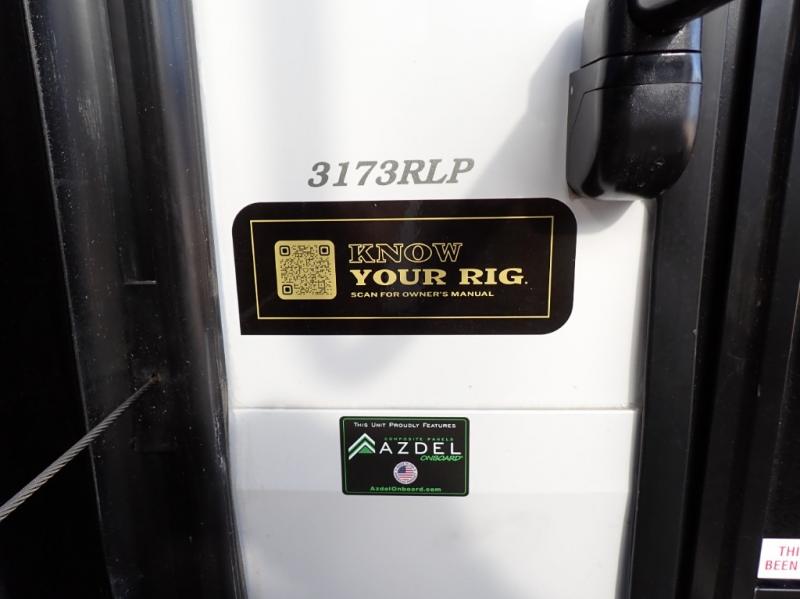 3173RLP
KNOW
YOUR RIG.
SCAN FOR OWNER'S MANUAL
THIS UNIT PROUDLY FEATURES
COMPOSITE PANELS
AZDEL
ONBOARD
AzdelOnboard.com
THI
BEEN